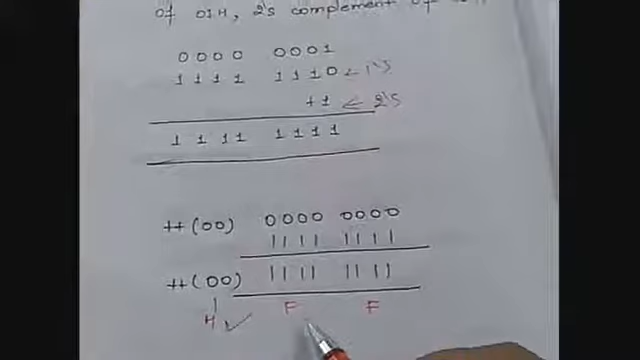 of 01H, 2's complement of
0000 0001
1111 1110 ← 1'S
+1 ← 2'S
1111 1111
++(00) 0000 0000
1111 1111
++(00) 1111 1111
H F F